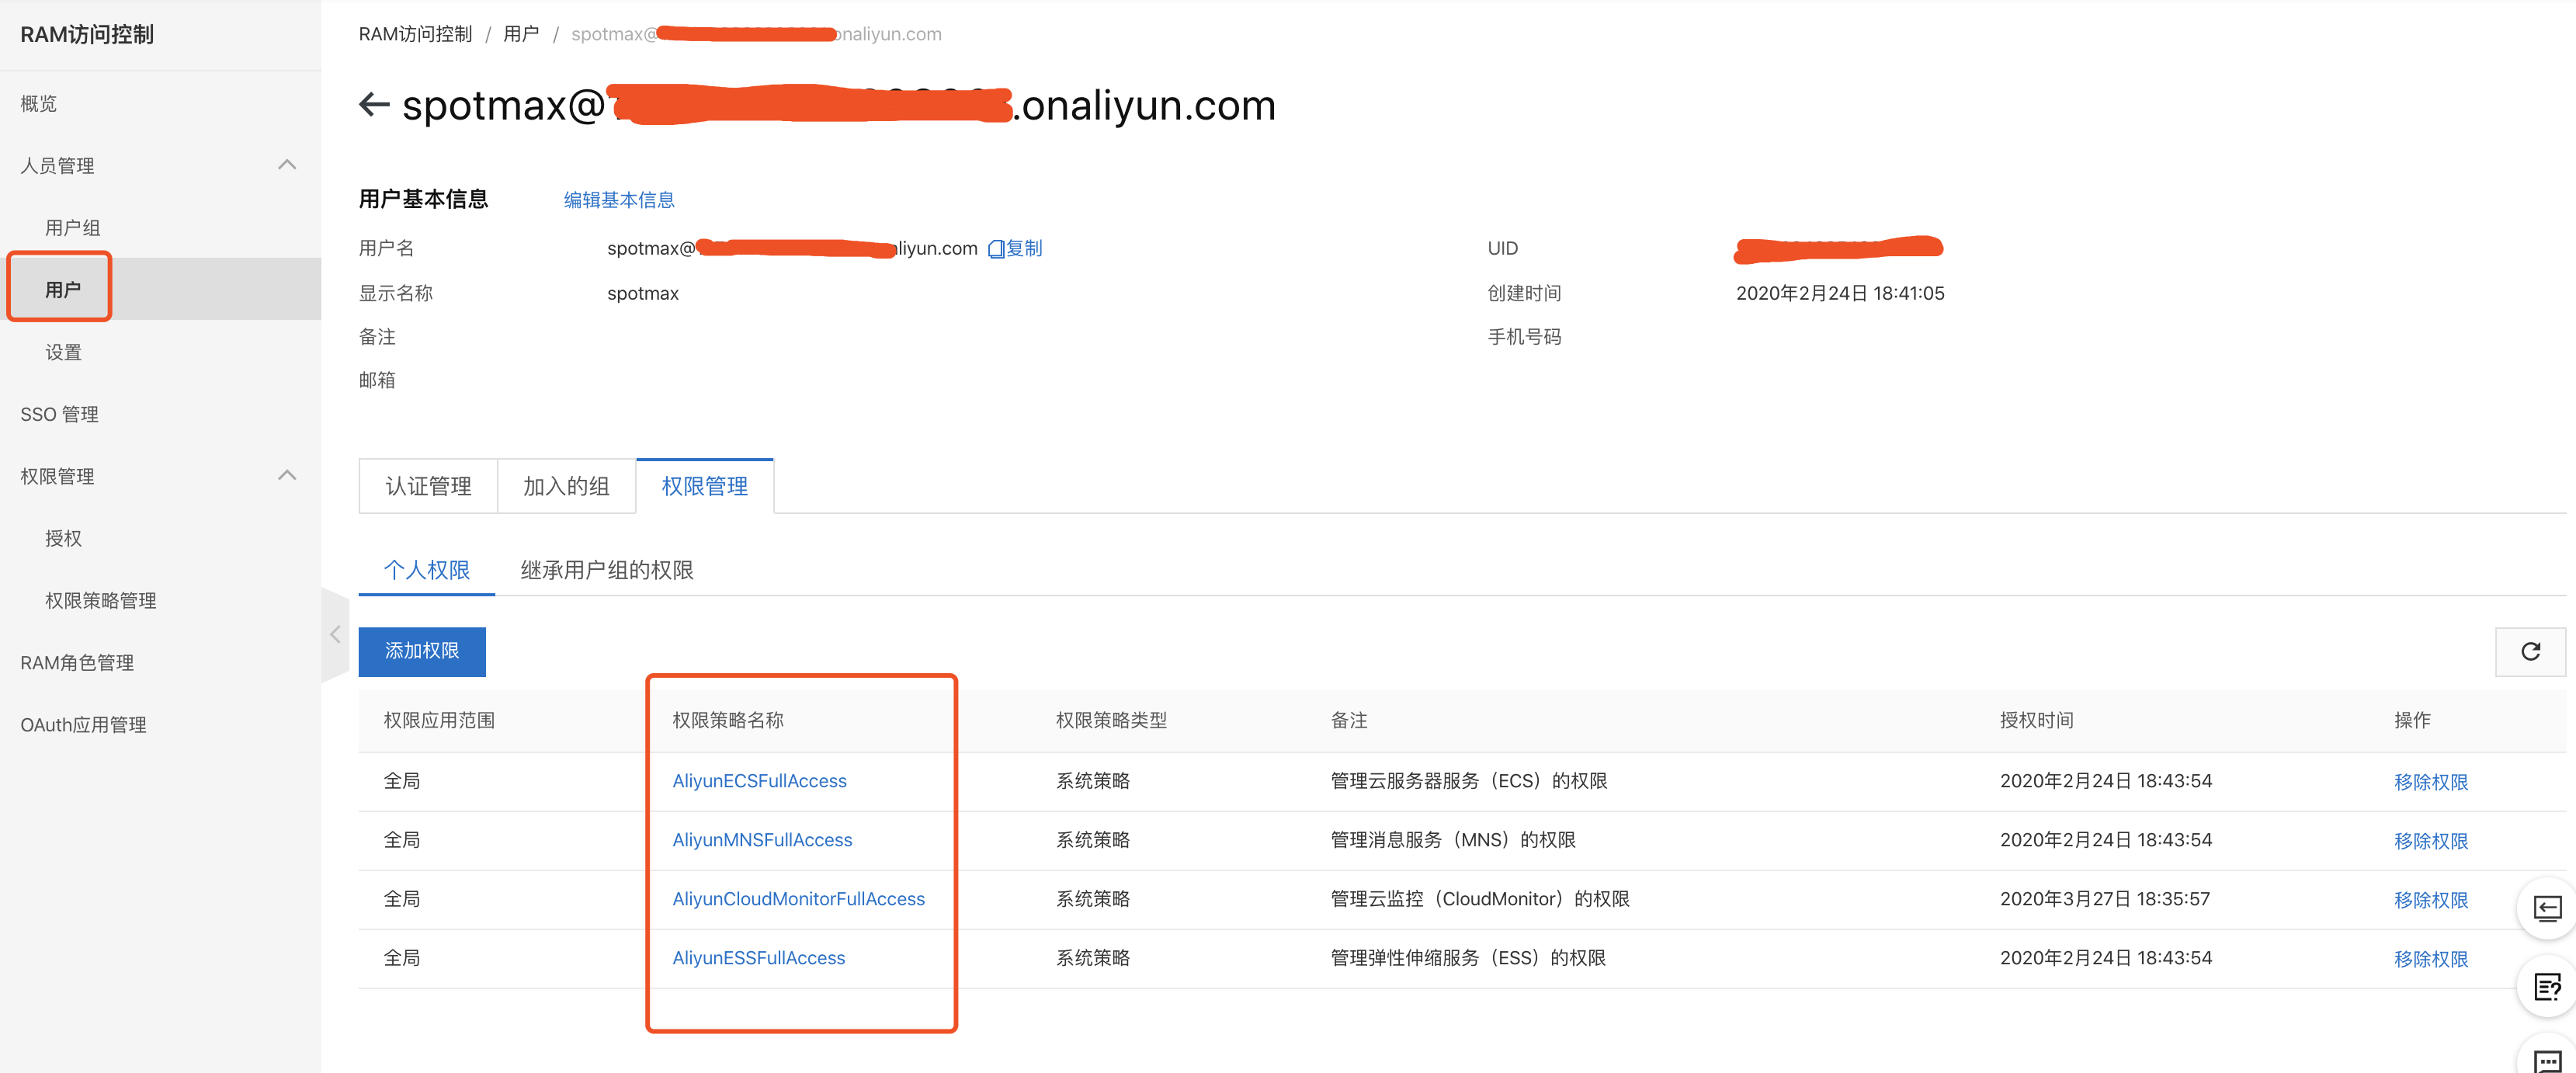 RAM访问控制
概览
人员管理
用户组
用户
设置
SSO 管理
权限管理
授权
权限策略管理
RAM角色管理
OAuth应用管理
RAM访问控制 / 用户 / spotmax@ onaliyun.com
spotmax@ .onaliyun.com
用户基本信息 编辑基本信息
用户名 spotmax@ liyun.com 复制 UID
显示名称 spotmax 创建时间 2020年2月24日 18:41:05
备注 手机号码
邮箱
认证管理 加入的组 权限管理
个人权限 继承用户组的权限
添加权限
权限应用范围 权限策略名称 权限策略类型 备注 授权时间 操作
全局 AliyunECSFullAccess 系统策略 管理云服务器服务（ECS）的权限 2020年2月24日 18:43:54 移除权限
全局 AliyunMNSFullAccess 系统策略 管理消息服务（MNS）的权限 2020年2月24日 18:43:54 移除权限
全局 AliyunCloudMonitorFullAccess 系统策略 管理云监控（CloudMonitor）的权限 2020年3月27日 18:35:57 移除权限
全局 AliyunESSFullAccess 系统策略 管理弹性伸缩服务（ESS）的权限 2020年2月24日 18:43:54 移除权限